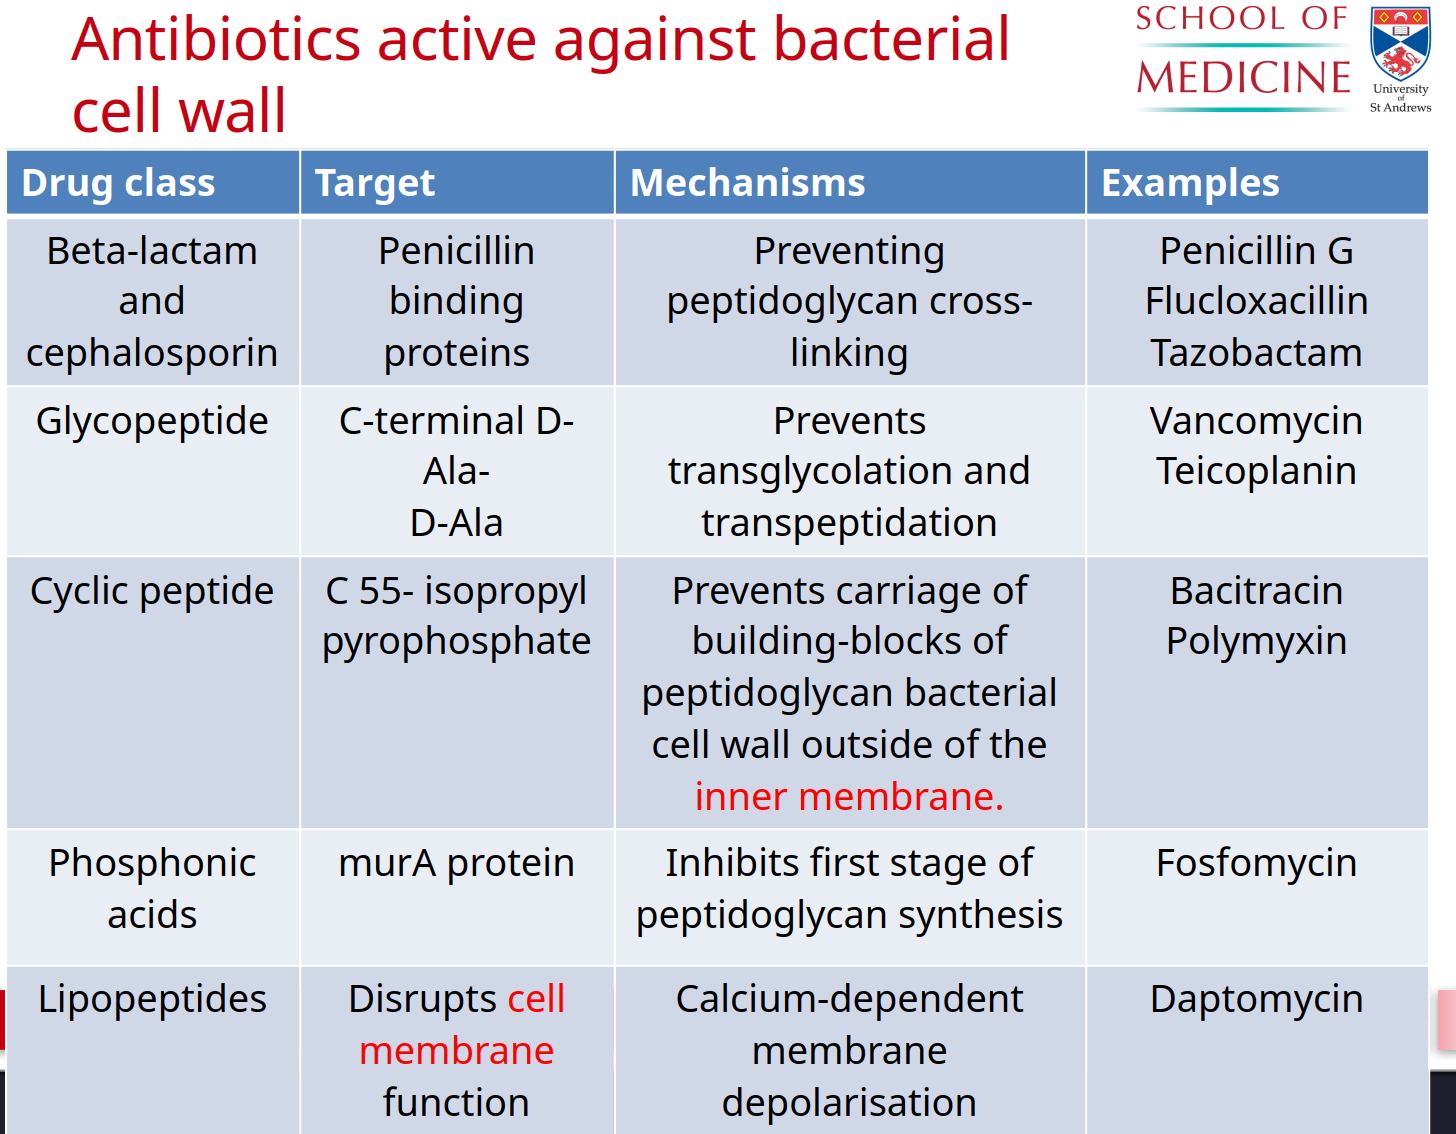 Antibiotics active against bacterial
cell wall
SCHOOL OF
MEDICINE
University
of
St Andrews
Drug class
Target
Mechanisms
Examples
Beta-lactam
and
cephalosporin
Penicillin
binding
proteins
Preventing
peptidoglycan cross-
linking
Penicillin G
Flucloxacillin
Tazobactam
Glycopeptide
C-terminal D-
Ala-
D-Ala
Prevents
transglycolation and
transpeptidation
Vancomycin
Teicoplanin
Cyclic peptide
C 55- isopropyl
pyrophosphate
Prevents carriage of
building-blocks of
peptidoglycan bacterial
cell wall outside of the
inner membrane.
Bacitracin
Polymyxin
Phosphonic
acids
murA protein
Inhibits first stage of
peptidoglycan synthesis
Fosfomycin
Lipopeptides
Disrupts cell
membrane
function
Calcium-dependent
membrane
depolarisation
Daptomycin